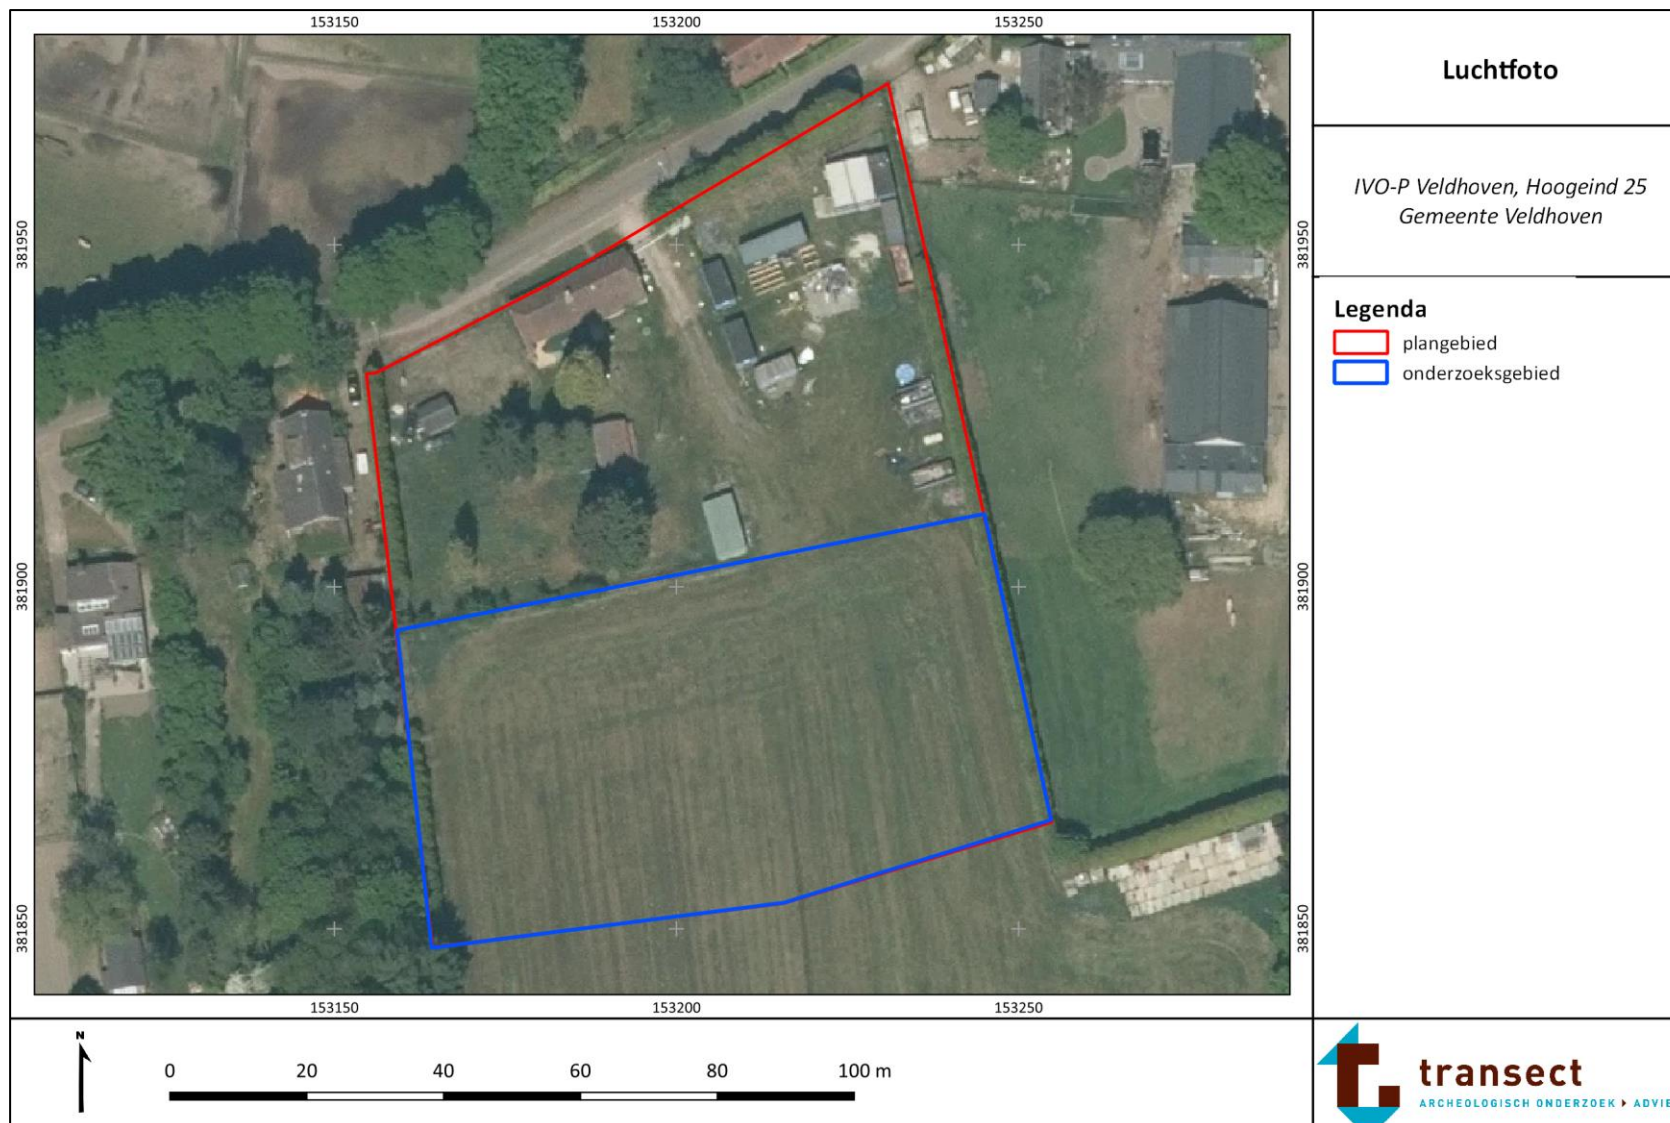 153150 153200 153250
Luchtfoto
IVO-P Veldhoven, Hoogeind 25
Gemeente Veldhoven
381950 381950
Legenda
plangebied
onderzoeksgebied
381900 381900
381850 381850
153150 153200 153250
N
0 20 40 60 80 100 m
transect
ARCHEOLOGISCH ONDERZOEK ▸ ADVIE